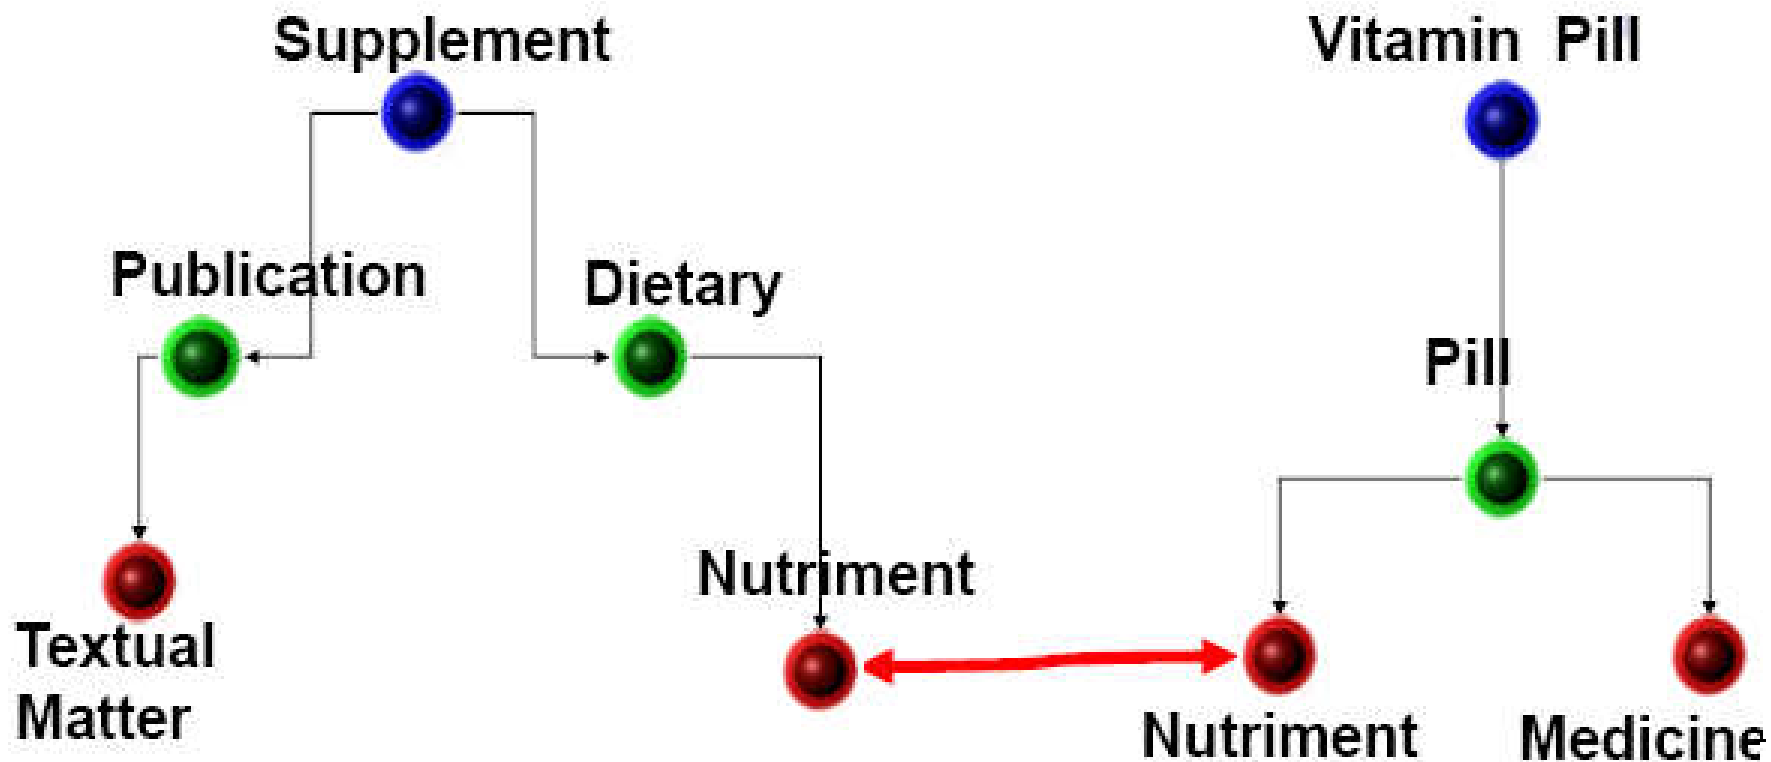 Supplement
Vitamin Pill
Publication
Dietary
Pill
Nutriment
Textual
Matter
Nutriment
Medicine